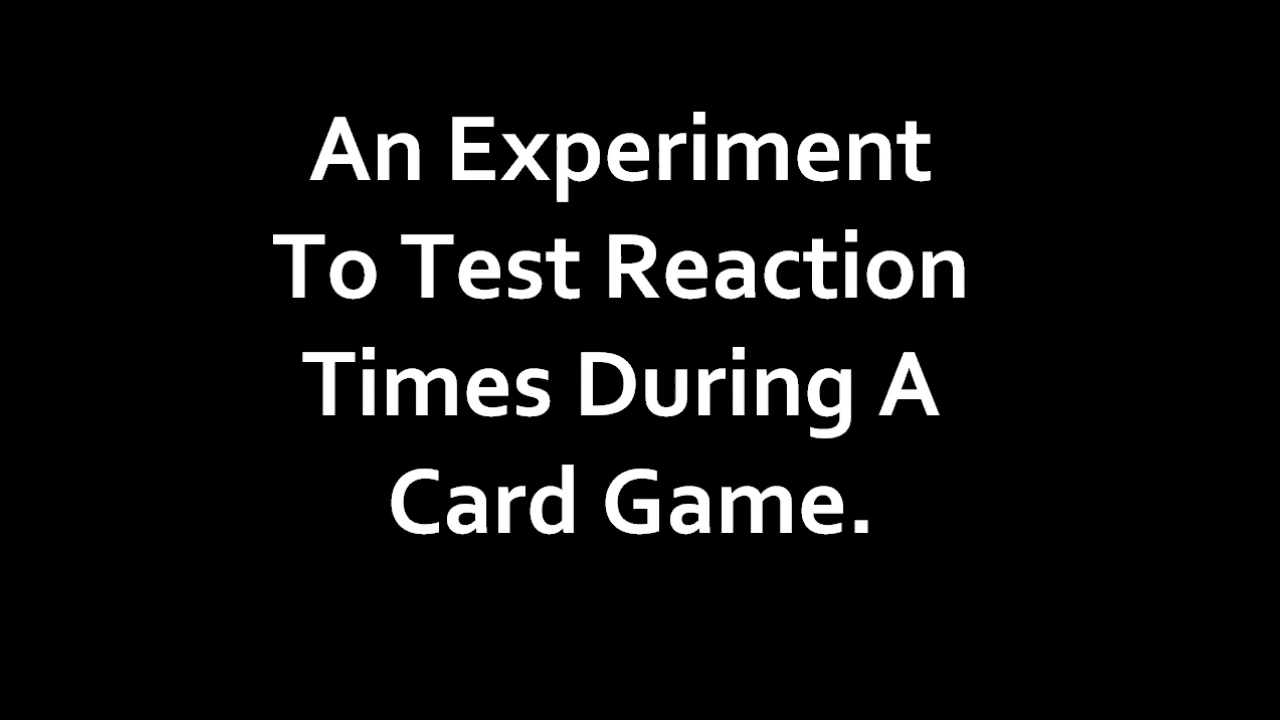 An Experiment
To Test Reaction
Times During A
Card Game.